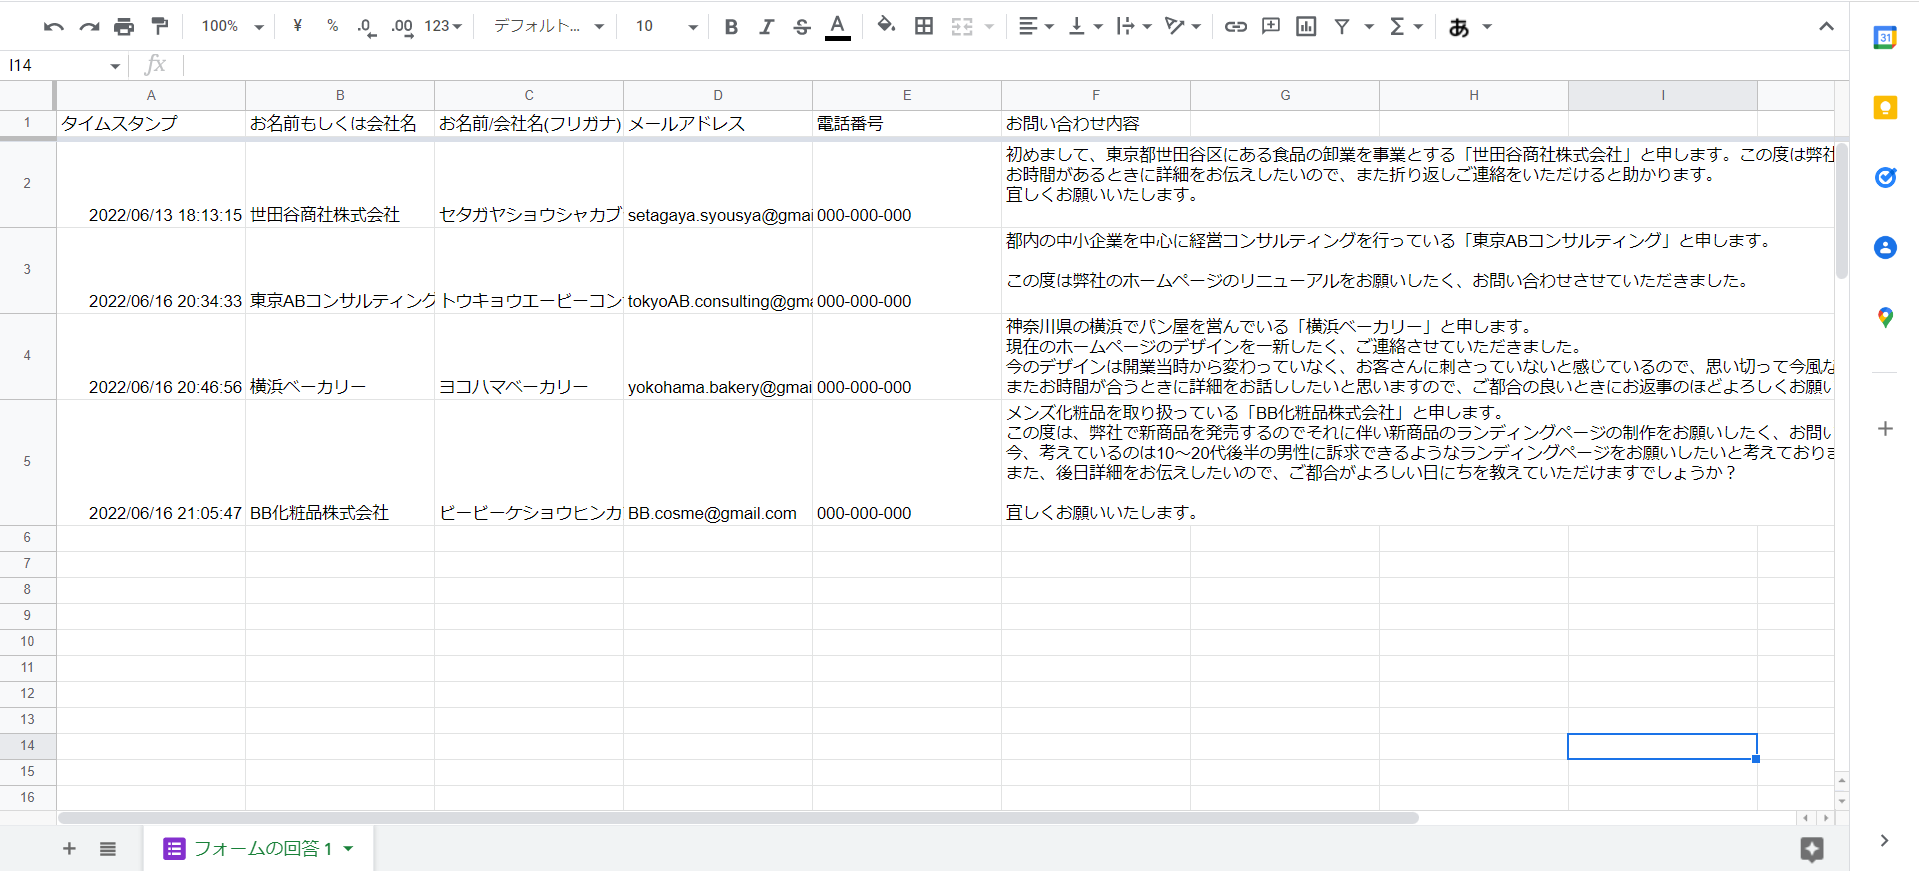 100% ¥ % .0 .00 123 デフォルト... 10 B I S A Σ あ
31
I14 fx
A B C D E F G H I
1 タイムスタンプ お名前もしくは会社名 お名前/会社名(フリガナ) メールアドレス 電話番号 お問い合わせ内容
初めまして、東京都世田谷区にある食品の卸業を事業とする「世田谷商社株式会社」と申します。この度は弊社
2 お時間があるときに詳細をお伝えしたいので、また折り返しご連絡をいただけると助かります。
宜しくお願いいたします。
2022/06/13 18:13:15 世田谷商社株式会社 セタガヤショウシャカブ setagaya.syousya@gmai 000-000-000
都内の中小企業を中心に経営コンサルティングを行っている「東京ABコンサルティング」と申します。
3
この度は弊社のホームページのリニューアルをお願いしたく、お問い合わせさせていただきました。
2022/06/16 20:34:33 東京ABコンサルティング トウキョウエービーコン tokyoAB.consulting@gma 000-000-000
神奈川県の横浜でパン屋を営んでいる「横浜ベーカリー」と申します。
4 現在のホームページのデザインを一新したく、ご連絡させていただきました。
今のデザインは開業当時から変わっていなく、お客さんに刺さっていないと感じているので、思い切って今風な
2022/06/16 20:46:56 横浜ベーカリー ヨコハマベーカリー yokohama.bakery@gmai 000-000-000 またお時間が合うときに詳細をお話ししたいと思いますので、ご都合の良いときにお返事のほどよろしくお願い
メンズ化粧品を取り扱っている「BB化粧品株式会社」と申します。
この度は、弊社で新商品を発売するのでそれに伴い新商品のランディングページの制作をお願いしたく、お問い
5 今、考えているのは10～20代後半の男性に訴求できるようなランディングページをお願いしたいと考えておりま
また、後日詳細をお伝えしたいので、ご都合がよろしい日にちを教えていただけますでしょうか？
2022/06/16 21:05:47 BB化粧品株式会社 ビービーケショウヒンカ BB.cosme@gmail.com 000-000-000 宜しくお願いいたします。
6
7
8
9
10
11
12
13
14
15
16
フォームの回答 1